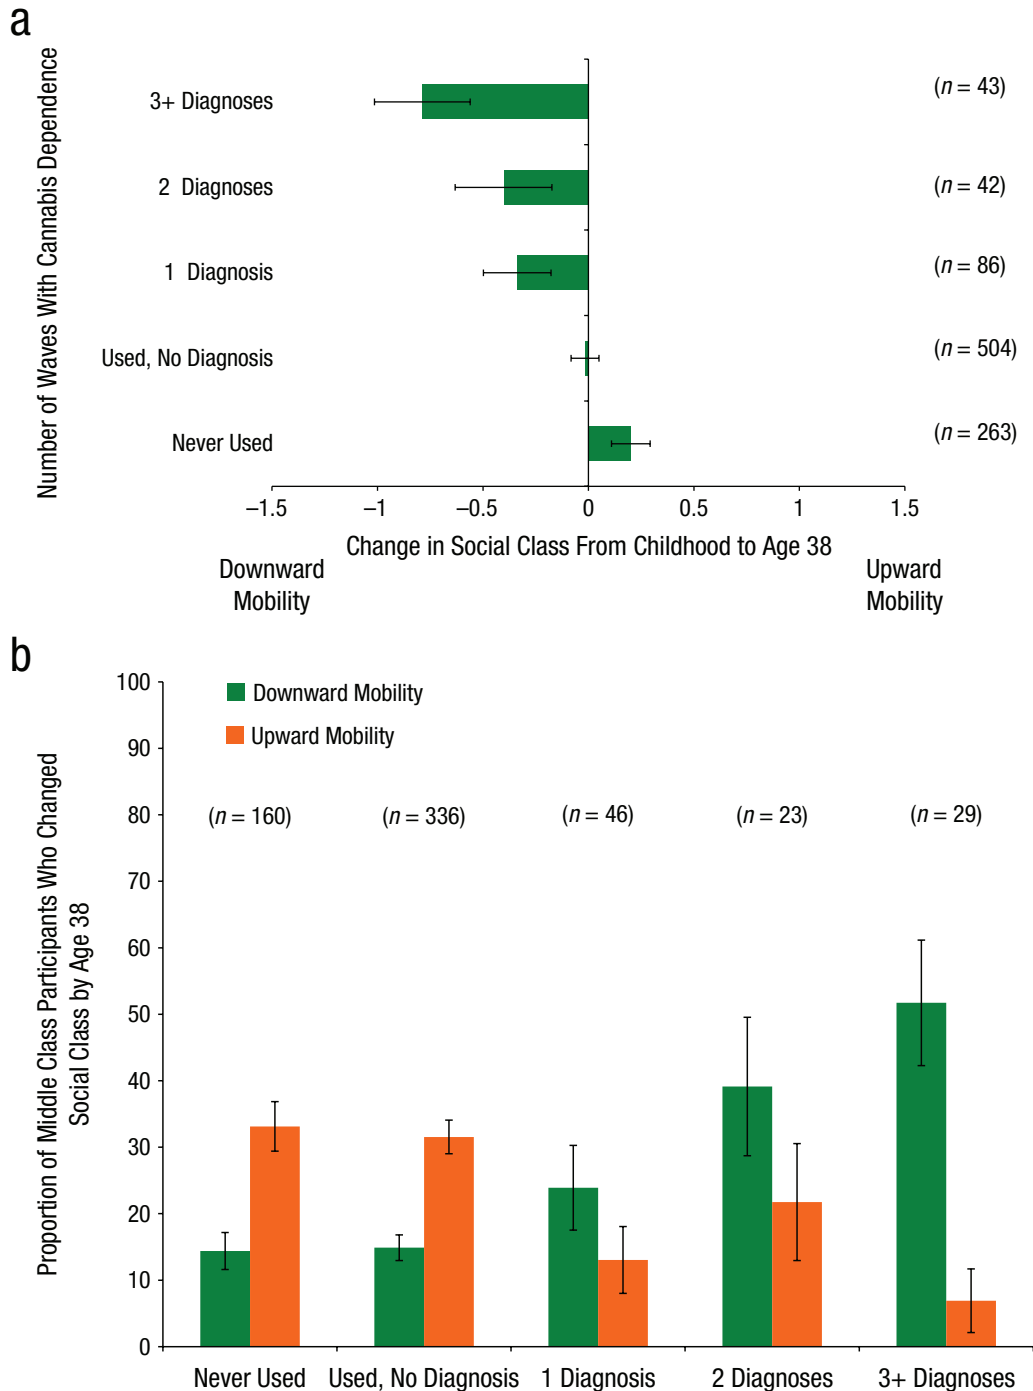 a
Number of Waves With Cannabis Dependence
3+ Diagnoses
(n = 43)
2 Diagnoses
(n = 42)
1 Diagnosis
(n = 86)
Used, No Diagnosis
(n = 504)
Never Used
(n = 263)
–1.5 –1 –0.5 0 0.5 1 1.5
Change in Social Class From Childhood to Age 38
Downward
Mobility
Upward
Mobility
b
Proportion of Middle Class Participants Who Changed
Social Class by Age 38
Downward Mobility
Upward Mobility
100
90
80
70
60
50
40
30
20
10
0
(n = 160) (n = 336) (n = 46) (n = 23) (n = 29)
Never Used Used, No Diagnosis 1 Diagnosis 2 Diagnoses 3+ Diagnoses